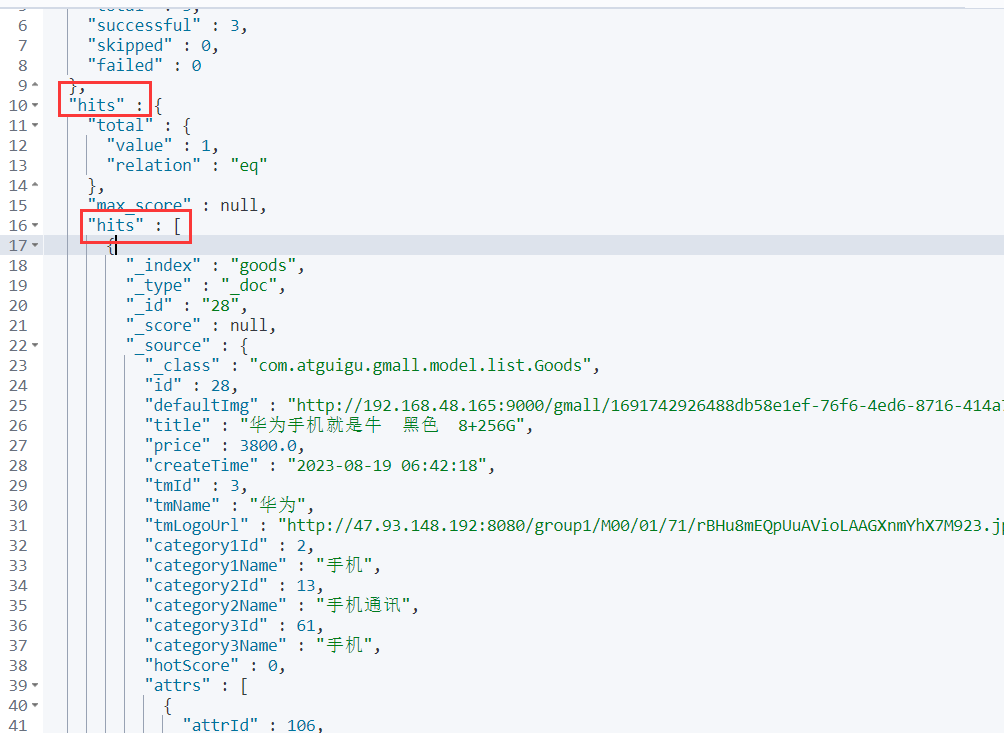 6 "successful" : 3,
7 "skipped" : 0,
8 "failed" : 0
9 },
10 "hits" : {
11 "total" : {
12 "value" : 1,
13 "relation" : "eq"
14 },
15 "max_score" : null,
16 "hits" : [
17 {
18 "_index" : "goods",
19 "_type" : "_doc",
20 "_id" : "28",
21 "_score" : null,
22 "_source" : {
23 "_class" : "com.atguigu.gmall.model.list.Goods",
24 "id" : 28,
25 "defaultImg" : "http://192.168.48.165:9000/gmall/1691742926488db58e1ef-76f6-4ed6-8716-414a
26 "title" : "华为手机就是牛 黑色 8+256G",
27 "price" : 3800.0,
28 "createTime" : "2023-08-19 06:42:18",
29 "tmId" : 3,
30 "tmName" : "华为",
31 "tmLogoUrl" : "http://47.93.148.192:8080/group1/M00/01/71/rBHu8mEQpUuAVioLAAGXnmYhX7M923.j
32 "category1Id" : 2,
33 "category1Name" : "手机",
34 "category2Id" : 13,
35 "category2Name" : "手机通讯",
36 "category3Id" : 61,
37 "category3Name" : "手机",
38 "hotScore" : 0,
39 "attrs" : [
40 {
41 "attrId" : 106,